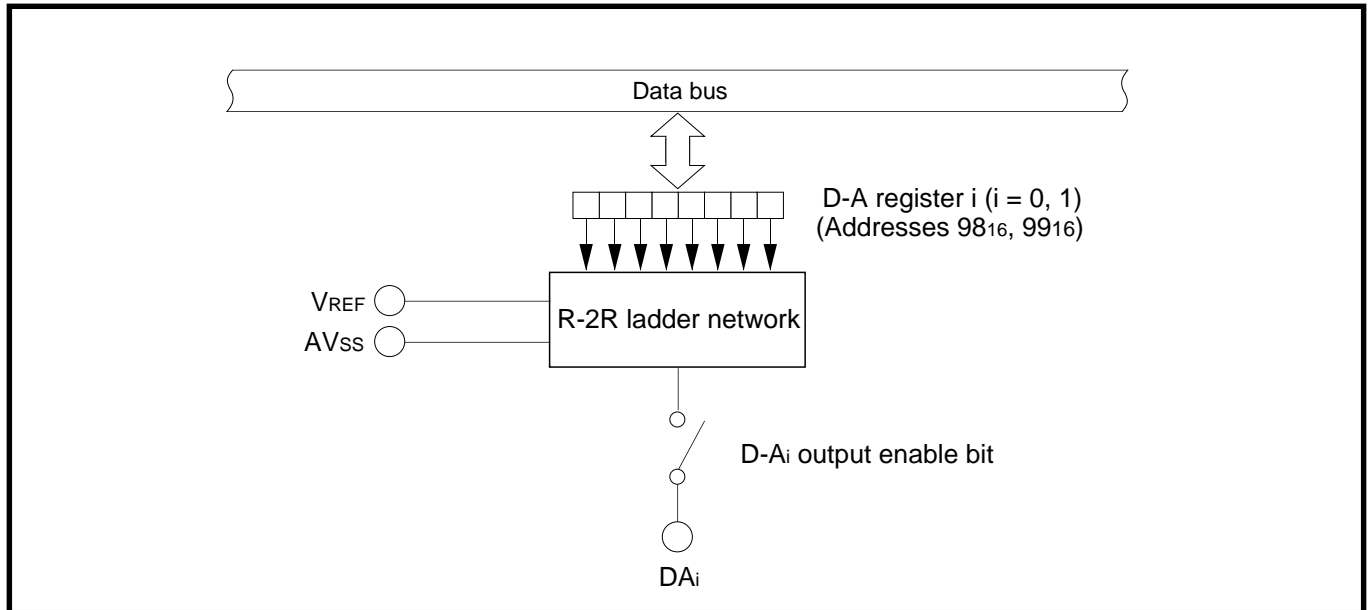 Data bus
D-A register i (i = 0, 1)
(Addresses 9816, 9916)
VREF
R-2R ladder network
AVSS
D-Ai output enable bit
DAi